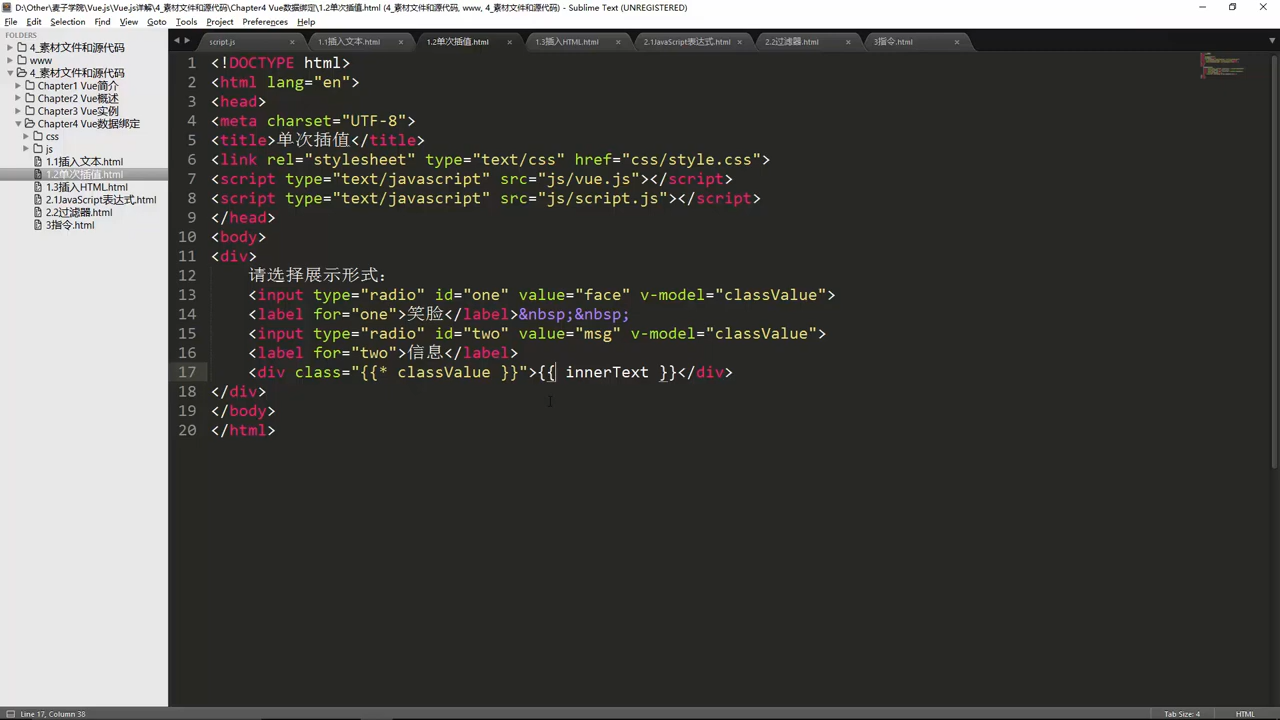 D:\Other\麦子学院\Vue.js\Vue.js详解\4_素材文件和源代码\Chapter4 Vue数据绑定\1.2单次插值.html (4_素材文件和源代码, www, 4_素材文件和源代码) - Sublime Text (UNREGISTERED)
File Edit Selection Find View Goto Tools Project Preferences Help
FOLDERS
4_素材文件和源代码
www
4_素材文件和源代码
Chapter1 Vue简介
Chapter2 Vue概述
Chapter3 Vue实例
Chapter4 Vue数据绑定
css
js
1.1插入文本.html
1.2单次插值.html
1.3插入HTML.html
2.1JavaScript表达式.html
2.2过滤器.html
3指令.html
script.js 1.1插入文本.html 1.2单次插值.html 1.3插入HTML.html 2.1JavaScript表达式.html 2.2过滤器.html 3指令.html
1 <!DOCTYPE html>
2 <html lang="en">
3 <head>
4 <meta charset="UTF-8">
5 <title>单次插值</title>
6 <link rel="stylesheet" type="text/css" href="css/style.css">
7 <script type="text/javascript" src="js/vue.js"></script>
8 <script type="text/javascript" src="js/script.js"></script>
9 </head>
10 <body>
11 <div>
12 请选择展示形式:
13 <input type="radio" id="one" value="face" v-model="classValue">
14 <label for="one">笑脸</label>&nbsp;&nbsp;
15 <input type="radio" id="two" value="msg" v-model="classValue">
16 <label for="two">信息</label>
17 <div class="{{* classValue }}">{{ innerText }}</div>
18 </div>
19 </body>
20 </html>
Line 17, Column 38 Tab Size: 4 HTML